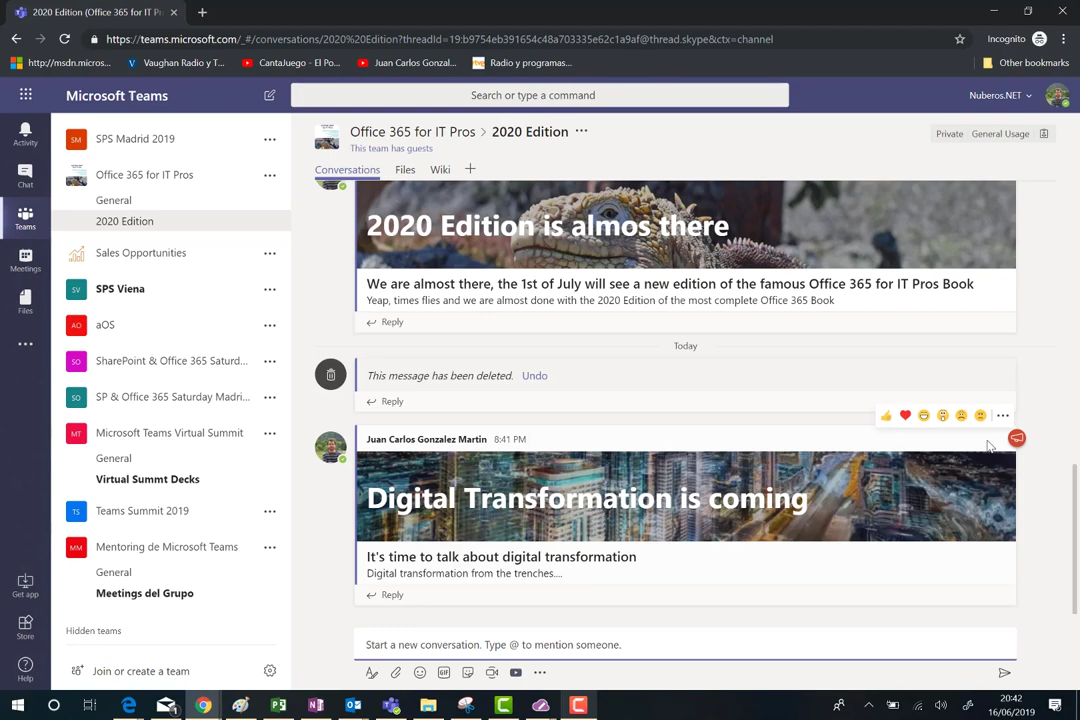 2020 Edition (Office 365 for IT Pros
https://teams.microsoft.com/_#/conversations/2020%20Edition?threadId=19:b9754eb391654c48a703335e62c1a9af@thread.skype&ctx=channel
Incognito
http://msdn.micros...
Vaughan Radio y T...
CantaJuego - El Po...
Juan Carlos Gonzal...
Radio y programas...
Other bookmarks
Microsoft Teams
Search or type a command
Nuberos.NET
Activity
Chat
Teams
Meetings
Files
Get app
Store
Help
SM
SPS Madrid 2019
Office 365 for IT Pros
General
2020 Edition
Sales Opportunities
SV
SPS Viena
AO
aOS
SO
SharePoint & Office 365 Saturd...
SO
SP & Office 365 Saturday Madri...
MT
Microsoft Teams Virtual Summit
General
Virtual Summt Decks
TS
Teams Summit 2019
MM
Mentoring de Microsoft Teams
General
Meetings del Grupo
Hidden teams
Join or create a team
Office 365 for IT Pros > 2020 Edition
This team has guests
Private
General Usage
Conversations
Files
Wiki
2020 Edition is almos there
We are almost there, the 1st of July will see a new edition of the famous Office 365 for IT Pros Book
Yeap, times flies and we are almost done with the 2020 Edition of the most complete Office 365 Book
Reply
Today
This message has been deleted. Undo
Reply
Juan Carlos Gonzalez Martin 8:41 PM
Digital Transformation is coming
It's time to talk about digital transformation
Digital transformation from the trenches....
Reply
Start a new conversation. Type @ to mention someone.
GIF
20:42
16/06/2019